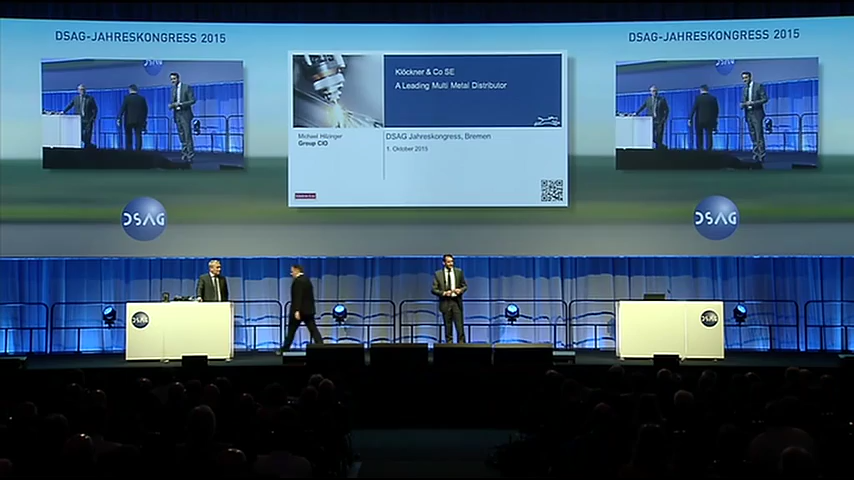 DSAG-JAHRESKONGRESS 2015
DSAG-JAHRESKONGRESS 2015
Klöckner & Co SE
A Leading Multi Metal Distributor
Michael Hilzinger
Group CIO
DSAG Jahreskongress, Bremen
1. Oktober 2015
DSAG
DSAG
DSAG
DSAG